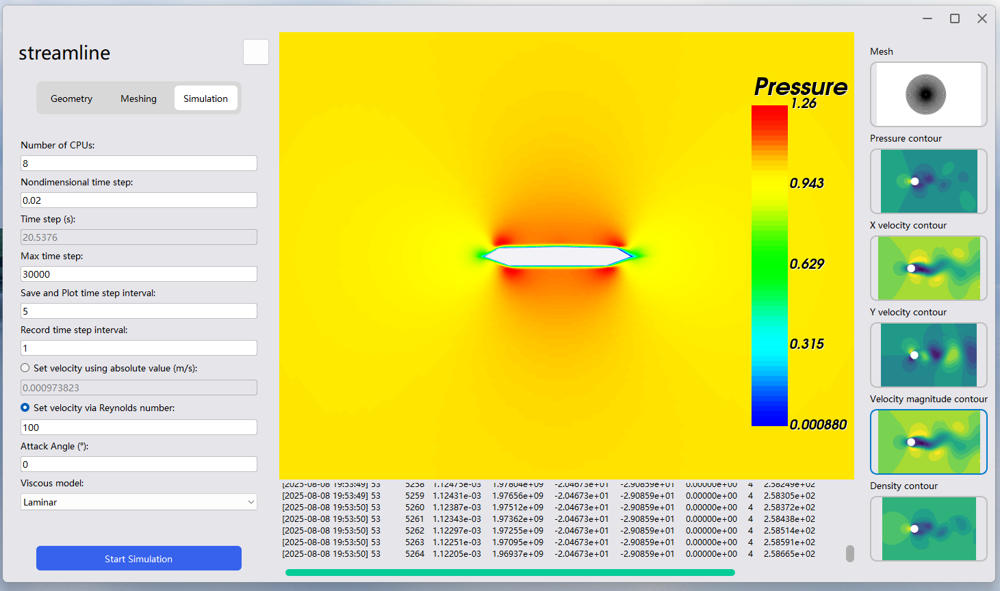 streamline
Geometry Meshing Simulation
Number of CPUs:
8
Nondimensional time step:
0.02
Time step (s):
20.5376
Max time step:
30000
Save and Plot time step interval:
5
Record time step interval:
1
Set velocity using absolute value (m/s):
0.000973823
Set velocity via Reynolds number:
100
Attack Angle (°):
0
Viscous model:
Laminar
Start Simulation
Pressure
1.26
0.943
0.629
0.315
0.000880
[2025-08-08 19:53:49] 53 5258 1.12475e-03 1.97804e+09 -2.04673e+01 -2.90859e+01 0.00000e+00 4 2.58249e+02
[2025-08-08 19:53:49] 53 5259 1.12431e-03 1.97656e+09 -2.04673e+01 -2.90859e+01 0.00000e+00 4 2.58305e+02
[2025-08-08 19:53:50] 53 5260 1.12387e-03 1.97512e+09 -2.04673e+01 -2.90859e+01 0.00000e+00 4 2.58372e+02
[2025-08-08 19:53:50] 53 5261 1.12343e-03 1.97362e+09 -2.04673e+01 -2.90859e+01 0.00000e+00 4 2.58438e+02
[2025-08-08 19:53:50] 53 5262 1.12297e-03 1.97255e+09 -2.04673e+01 -2.90859e+01 0.00000e+00 4 2.58514e+02
[2025-08-08 19:53:50] 53 5263 1.12251e-03 1.97095e+09 -2.04673e+01 -2.90859e+01 0.00000e+00 4 2.58591e+02
[2025-08-08 19:53:50] 53 5264 1.12205e-03 1.96937e+09 -2.04673e+01 -2.90859e+01 0.00000e+00 4 2.58665e+02
Mesh
Pressure contour
X velocity contour
Y velocity contour
Velocity magnitude contour
Density contour